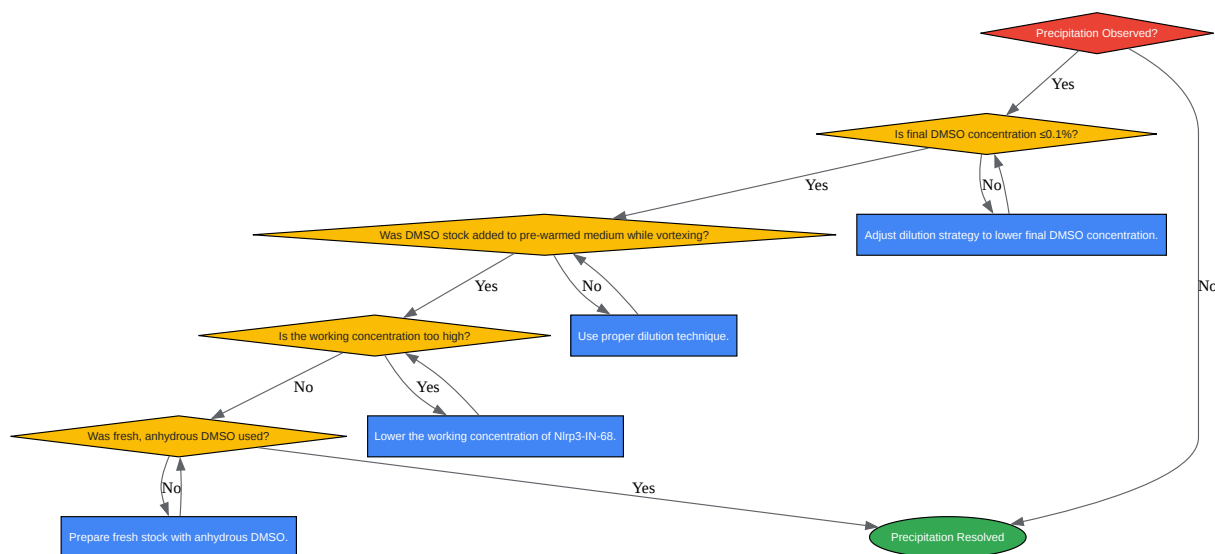 Precipitation Observed?
Yes
Is final DMSO concentration ≤0.1%?
Yes
No
Was DMSO stock added to pre-warmed medium while vortexing?
Adjust dilution strategy to lower final DMSO concentration.
Yes
No
No
Is the working concentration too high?
Use proper dilution technique.
No
Yes
Was fresh, anhydrous DMSO used?
Lower the working concentration of Nlrp3-IN-68.
No
Yes
Prepare fresh stock with anhydrous DMSO.
Precipitation Resolved